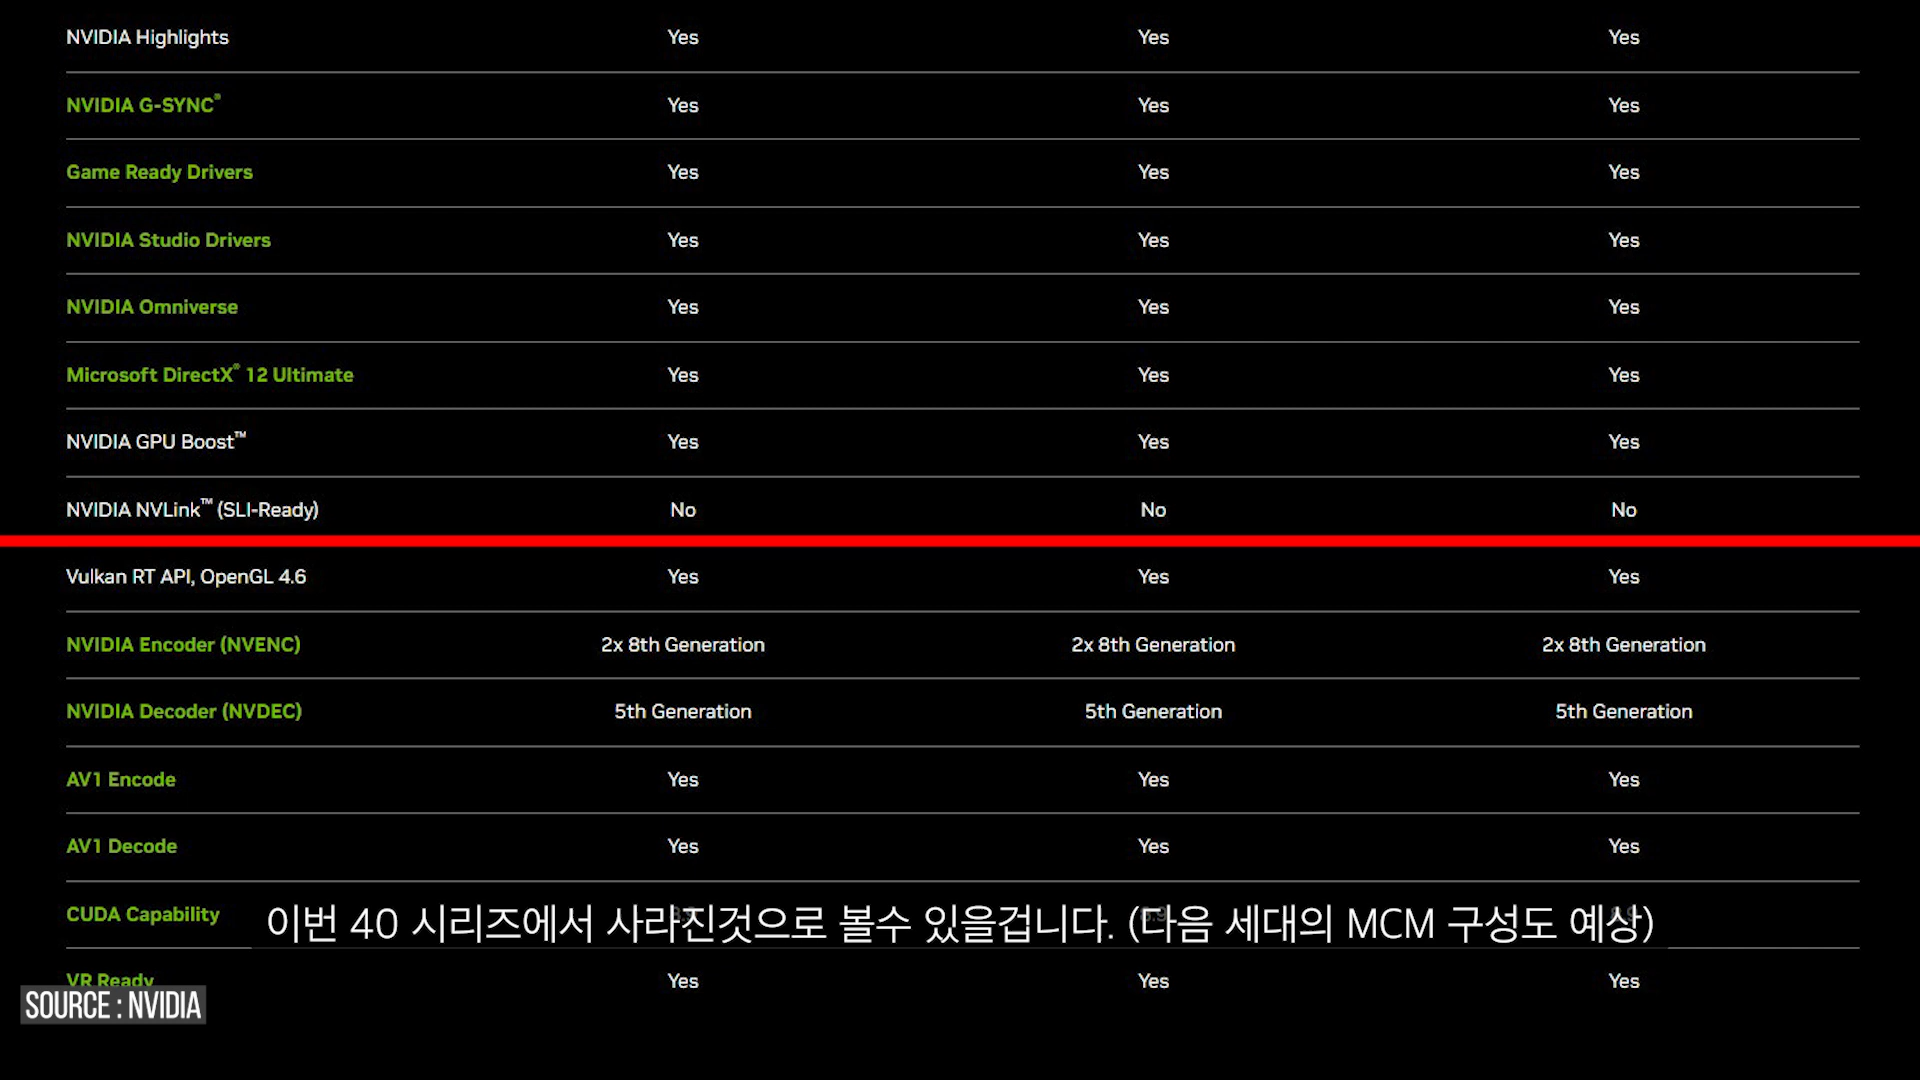 NVIDIA Highlights Yes Yes Yes
NVIDIA G-SYNC® Yes Yes Yes
Game Ready Drivers Yes Yes Yes
NVIDIA Studio Drivers Yes Yes Yes
NVIDIA Omniverse Yes Yes Yes
Microsoft DirectX® 12 Ultimate Yes Yes Yes
NVIDIA GPU Boost™ Yes Yes Yes
NVIDIA NVLink™ (SLI-Ready) No No No
Vulkan RT API, OpenGL 4.6 Yes Yes Yes
NVIDIA Encoder (NVENC) 2x 8th Generation 2x 8th Generation 2x 8th Generation
NVIDIA Decoder (NVDEC) 5th Generation 5th Generation 5th Generation
AV1 Encode Yes Yes Yes
AV1 Decode Yes Yes Yes
CUDA Capability
이번 40 시리즈에서 사라진것으로 볼수 있을겁니다. (다음 세대의 MCM 구성도 예상)
VR Ready Yes Yes Yes
SOURCE : NVIDIA